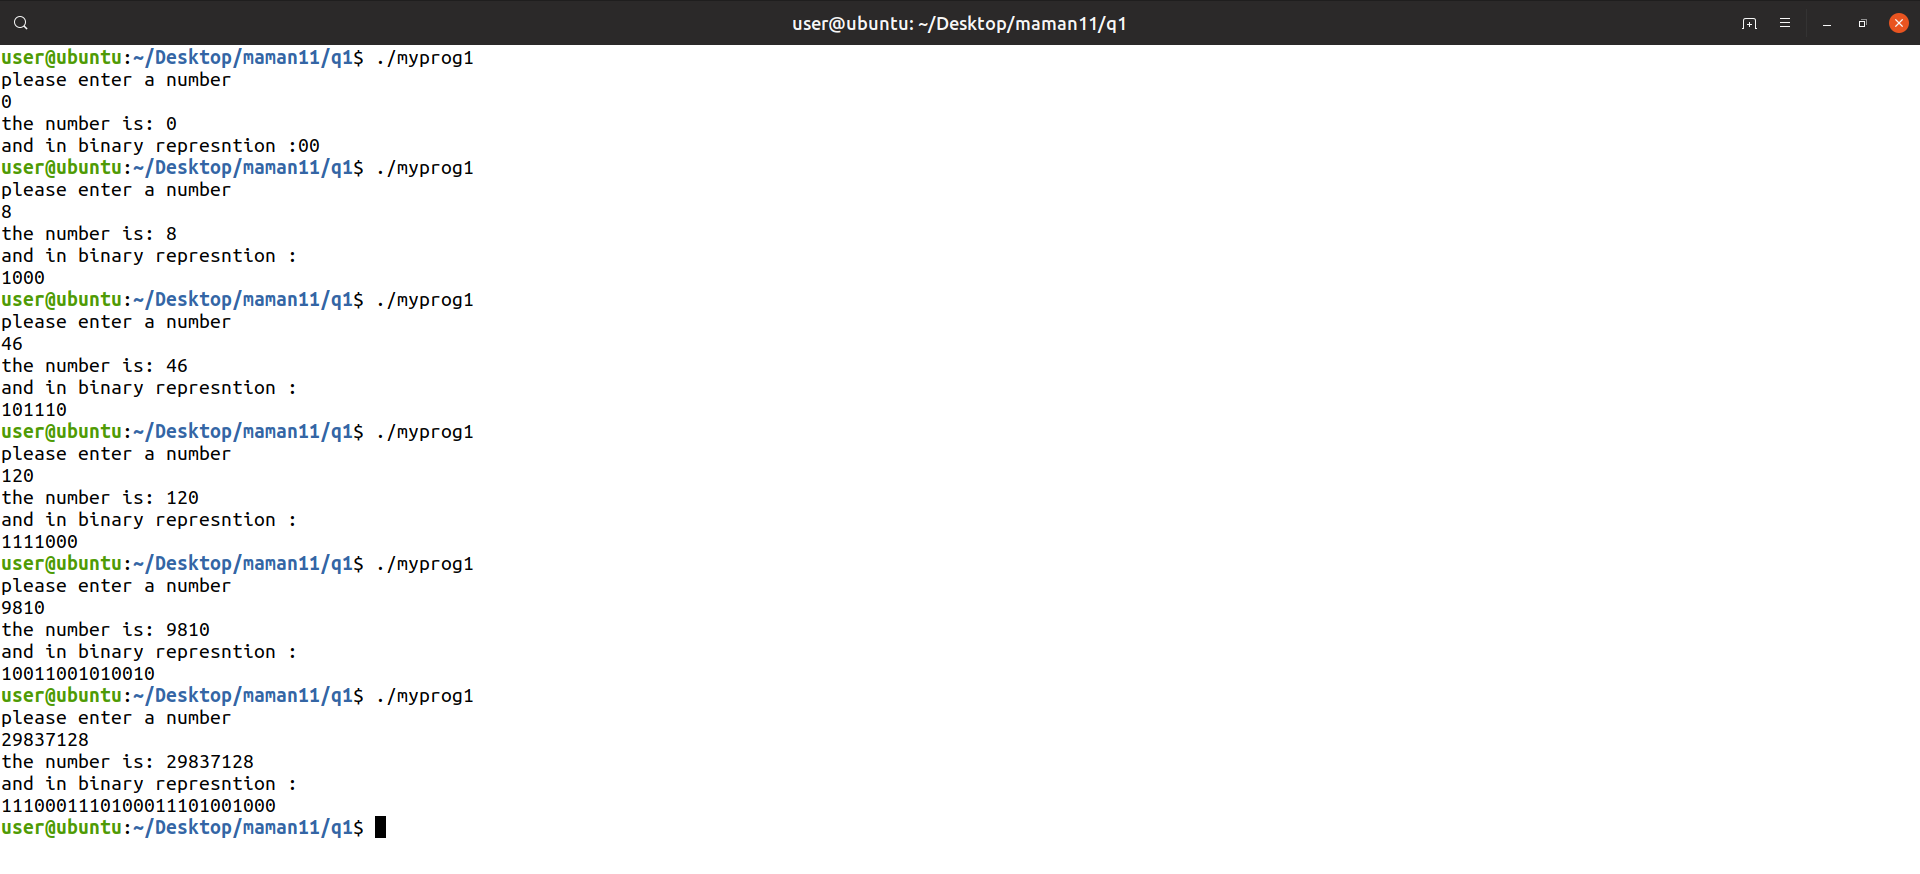 user@ubuntu: ~/Desktop/maman11/q1
user@ubuntu:~/Desktop/maman11/q1$ ./myprog1
please enter a number
0
the number is: 0
and in binary represntion :00
user@ubuntu:~/Desktop/maman11/q1$ ./myprog1
please enter a number
8
the number is: 8
and in binary represntion :
1000
user@ubuntu:~/Desktop/maman11/q1$ ./myprog1
please enter a number
46
the number is: 46
and in binary represntion :
101110
user@ubuntu:~/Desktop/maman11/q1$ ./myprog1
please enter a number
120
the number is: 120
and in binary represntion :
1111000
user@ubuntu:~/Desktop/maman11/q1$ ./myprog1
please enter a number
9810
the number is: 9810
and in binary represntion :
10011001010010
user@ubuntu:~/Desktop/maman11/q1$ ./myprog1
please enter a number
29837128
the number is: 29837128
and in binary represntion :
1110001110100011101001000
user@ubuntu:~/Desktop/maman11/q1$